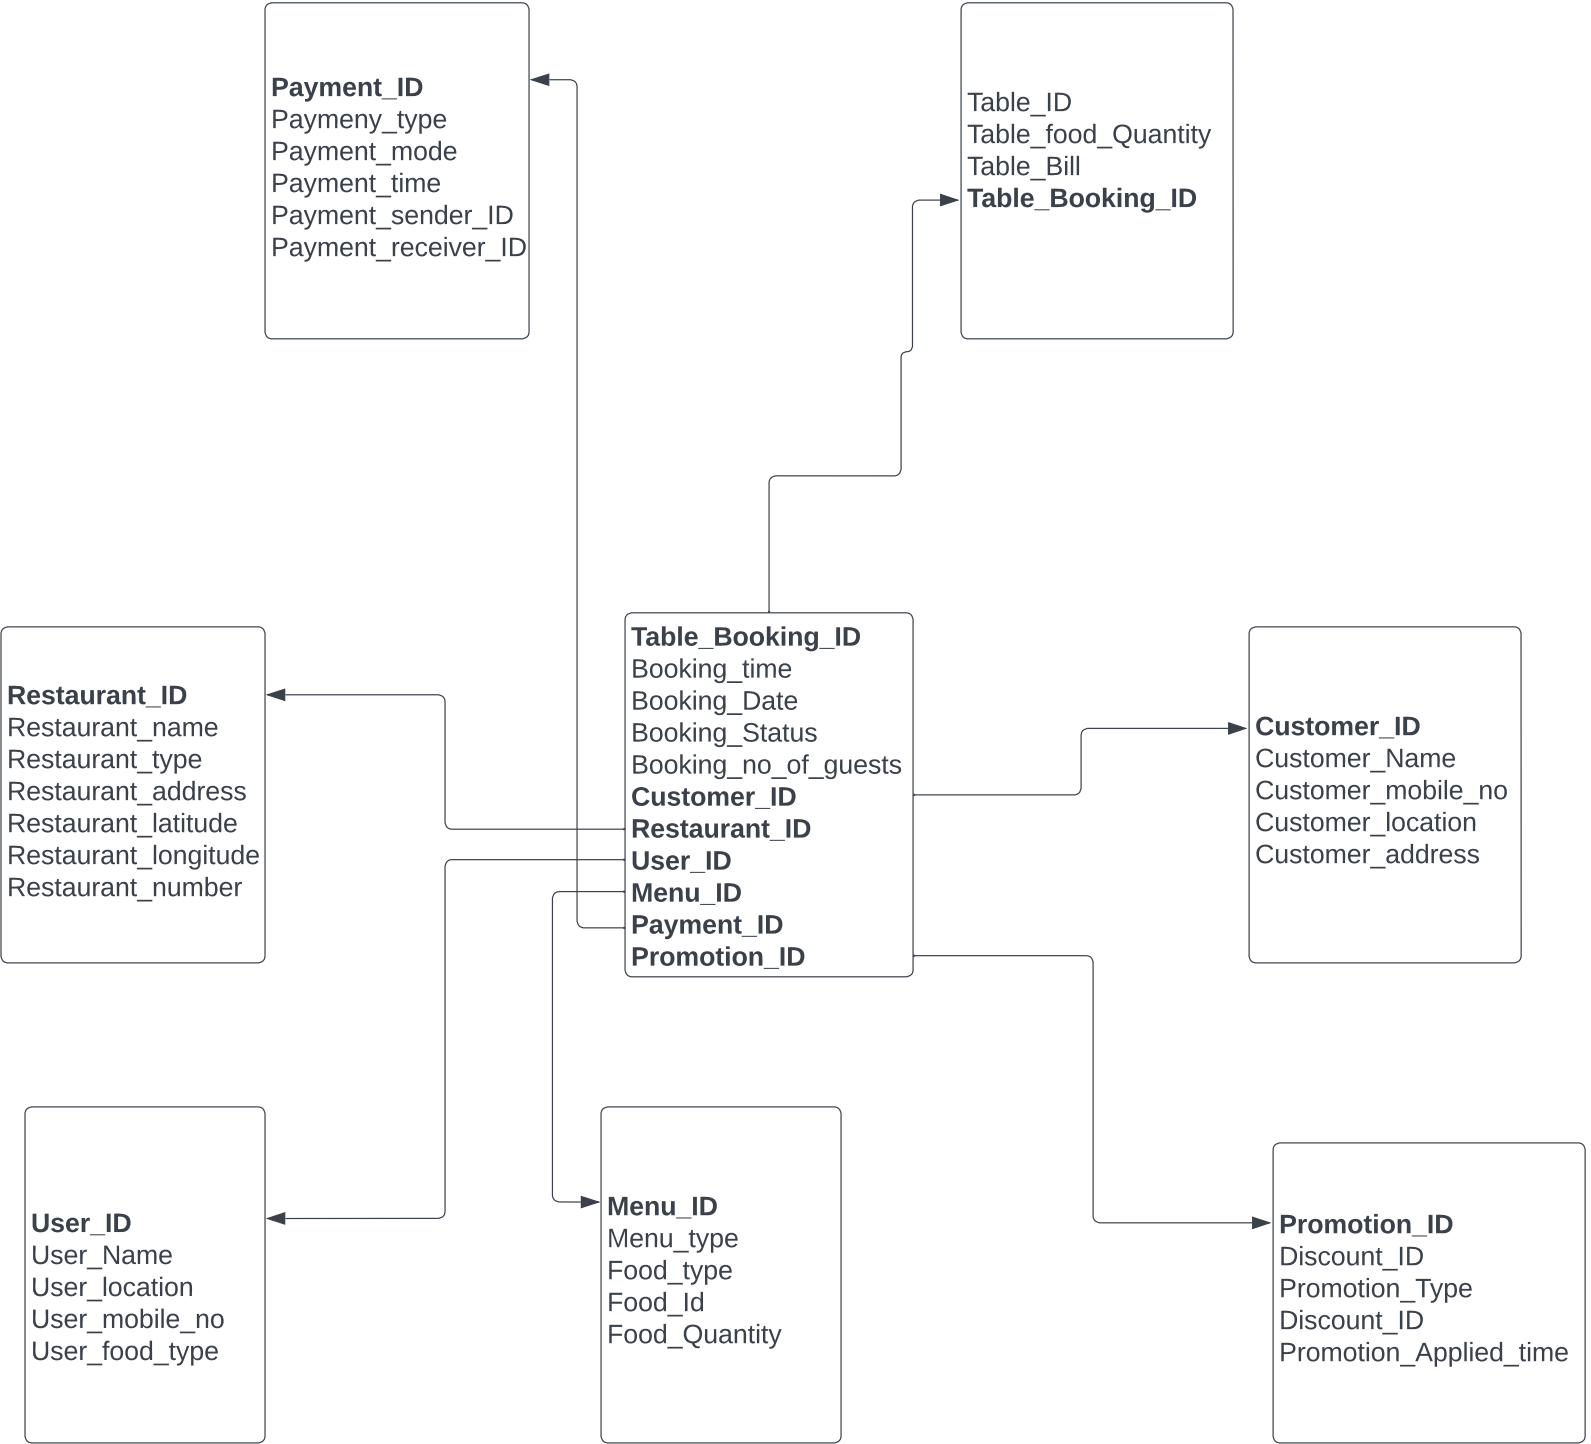 Payment_ID
Paymeny_type
Payment_mode
Payment_time
Payment_sender_ID
Payment_receiver_ID
Table_ID
Table_food_Quantity
Table_Bill
Table_Booking_ID
Restaurant_ID
Restaurant_name
Restaurant_type
Restaurant_address
Restaurant_latitude
Restaurant_longitude
Restaurant_number
Table_Booking_ID
Booking_time
Booking_Date
Booking_Status
Booking_no_of_guests
Customer_ID
Restaurant_ID
User_ID
Menu_ID
Payment_ID
Promotion_ID
Customer_ID
Customer_Name
Customer_mobile_no
Customer_location
Customer_address
User_ID
User_Name
User_location
User_mobile_no
User_food_type
Menu_ID
Menu_type
Food_type
Food_Id
Food_Quantity
Promotion_ID
Discount_ID
Promotion_Type
Discount_ID
Promotion_Applied_time